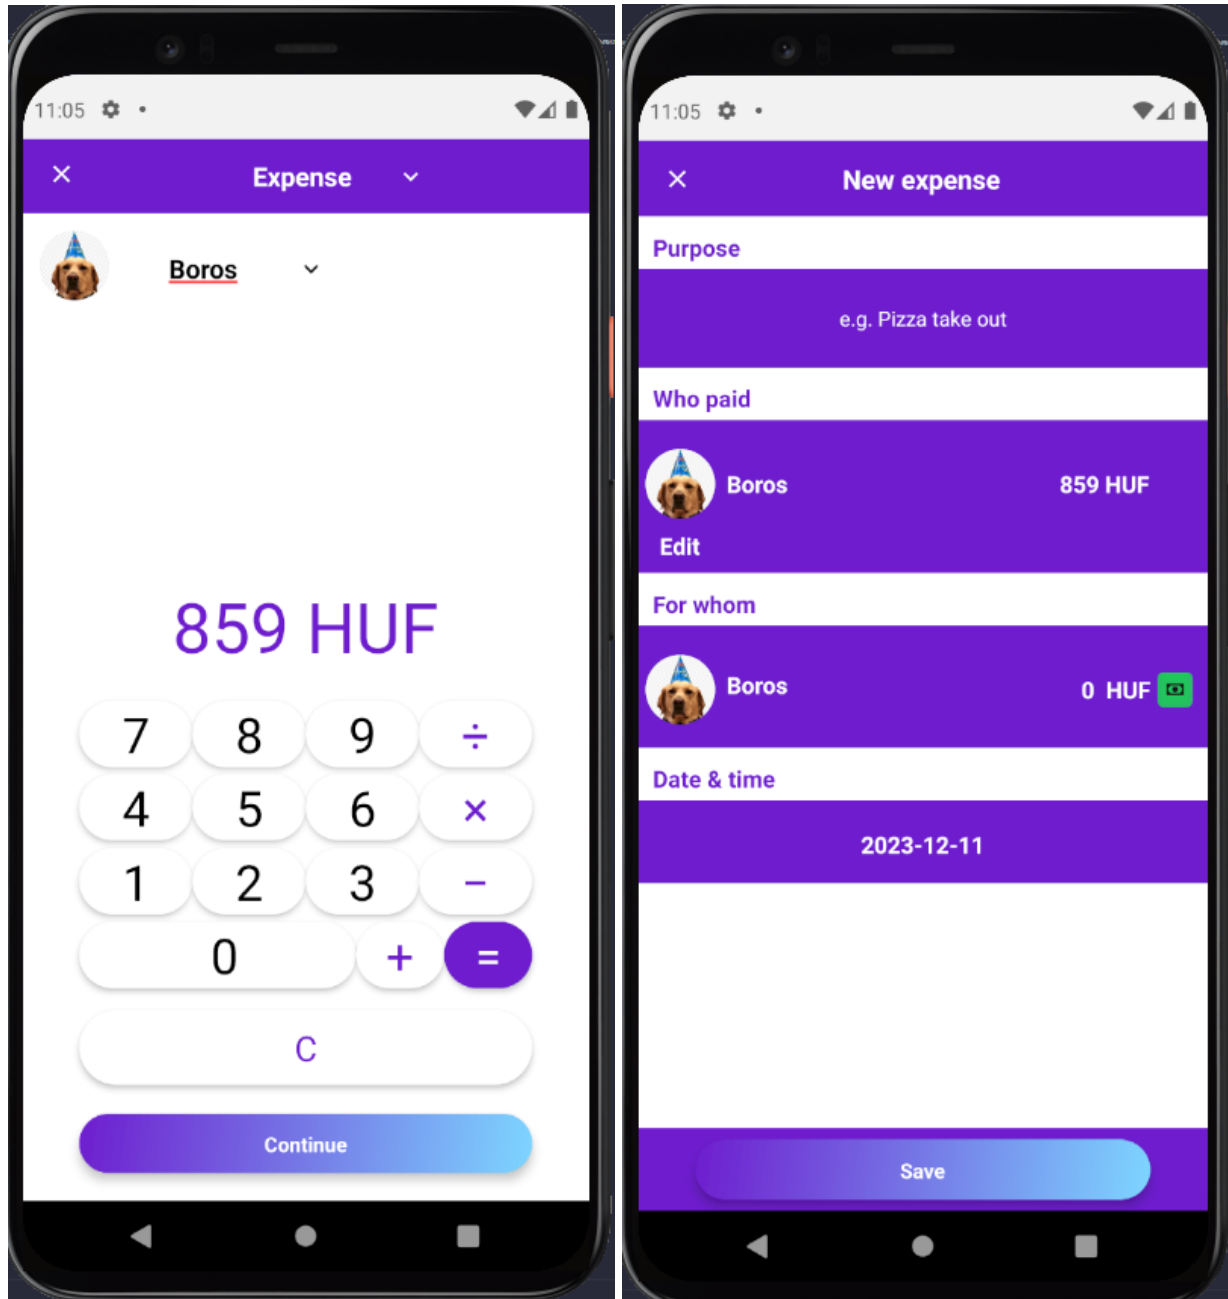 11:05
Expense
Boros
859 HUF
7 8 9 ÷
4 5 6 ×
1 2 3 −
0 + =
C
Continue
11:05
New expense
Purpose
e.g. Pizza take out
Who paid
Boros 859 HUF
Edit
For whom
Boros 0 HUF
Date & time
2023-12-11
Save